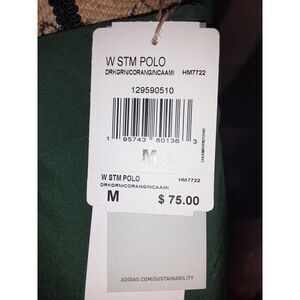 W STM POLO
DRKGRN/CORANG/NCAAMI HM7722
129590510
1 95743 80136 3
M
W STM POLO HM7722
DRKGRN/CORANG/NCAAMI
M $ 75.00
ADIDAS.COM/SUSTAINABILITY